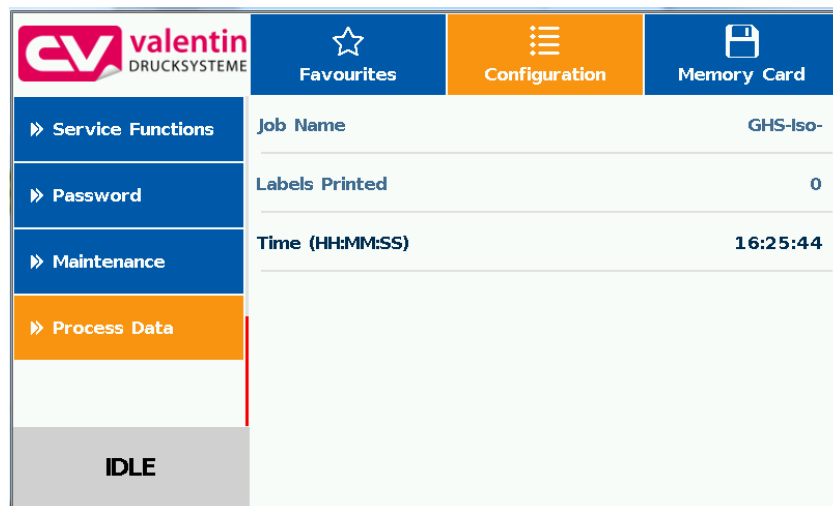 valentin
DRUCKSYSTEME
Favourites
Configuration
Memory Card
Service Functions
Password
Maintenance
Process Data
IDLE
Job Name GHS-Iso-
Labels Printed 0
Time (HH:MM:SS) 16:25:44